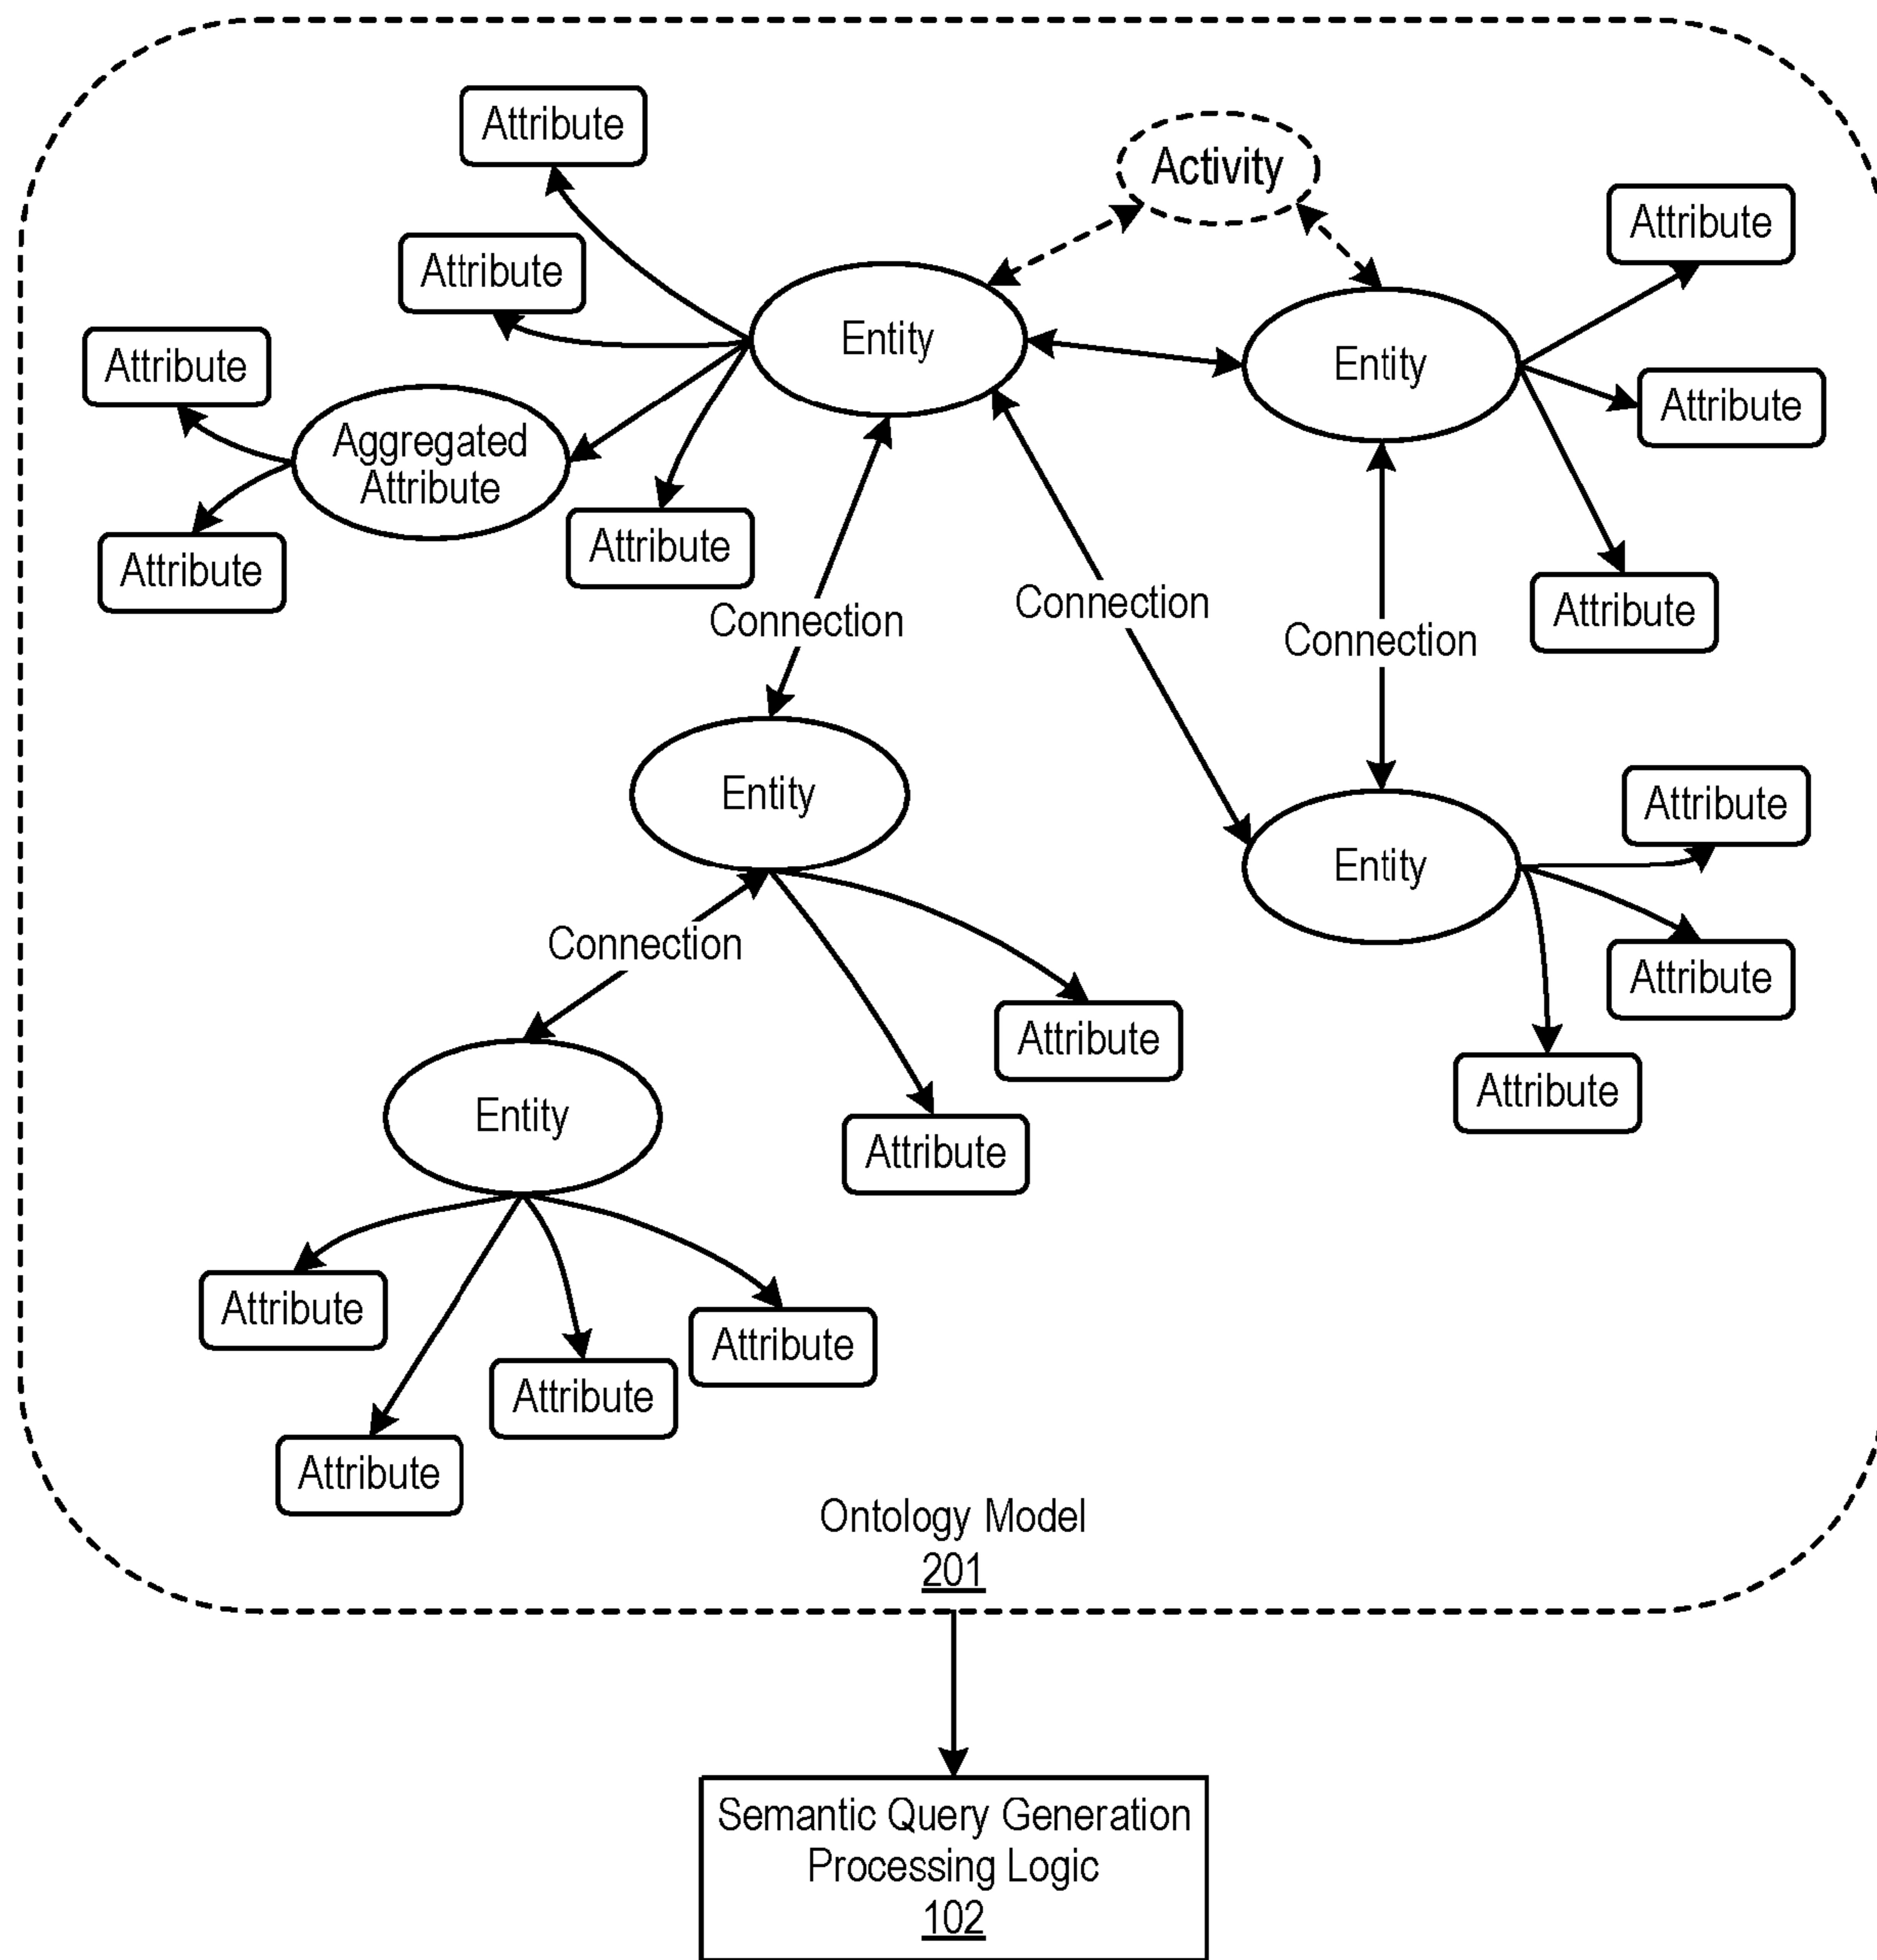 Attribute
Activity
Attribute
Attribute
Entity
Attribute
Entity
Attribute
Aggregated
Attribute
Attribute
Attribute
Attribute
Connection
Connection
Connection
Attribute
Entity
Attribute
Entity
Connection
Attribute
Attribute
Attribute
Entity
Attribute
Attribute
Attribute
Attribute
Attribute
Ontology Model
201
Semantic Query Generation
Processing Logic
102